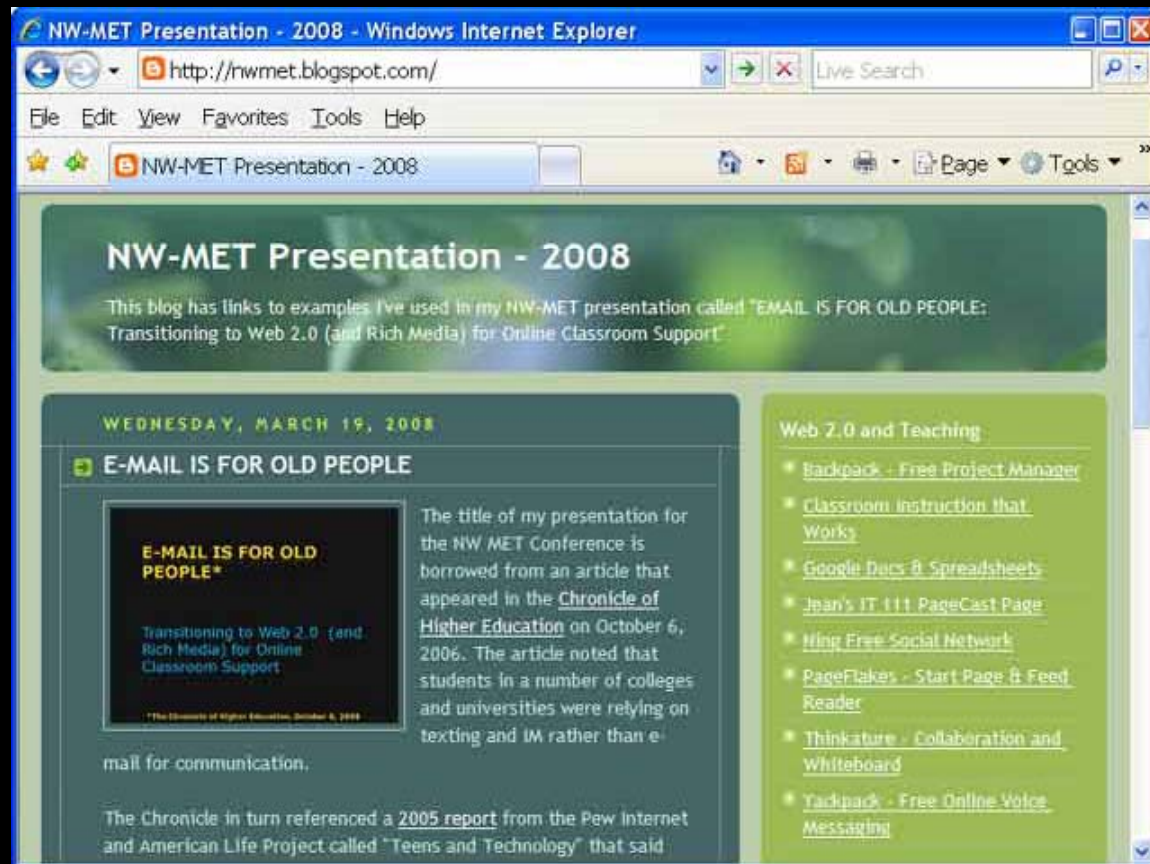 NW-MET Presentation - 2008 - Windows Internet Explorer
http://nwmet.blogspot.com/
Live Search
File Edit View Favorites Tools Help
NW-MET Presentation - 2008
Page Tools »
NW-MET Presentation - 2008
This blog has links to examples I've used in my NW-MET presentation called "EMAIL IS FOR OLD PEOPLE:
Transitioning to Web 2.0 (and Rich Media) for Online Classroom Support"
WEDNESDAY, MARCH 19, 2008
E-MAIL IS FOR OLD PEOPLE
E-MAIL IS FOR OLD
PEOPLE*
Transitioning to Web 2.0 (and
Rich Media) for Online
Classroom Support
*The Chronicle of Higher Education, October 6, 2006
The title of my presentation for
the NW MET Conference is
borrowed from an article that
appeared in the Chronicle of
Higher Education on October 6,
2006. The article noted that
students in a number of colleges
and universities were relying on
texting and IM rather than e-
mail for communication.
The Chronicle in turn referenced a 2005 report from the Pew Internet
and American Life Project called "Teens and Technology" that said
Web 2.0 and Teaching
Backpack - Free Project Manager
Classroom Instruction that
Works
Google Docs & Spreadsheets
Jean's IT 111 PageCast Page
Ning Free Social Network
PageFlakes - Start Page & Feed
Reader
Thinkature - Collaboration and
Whiteboard
Yackpack - Free Online Voice
Messaging